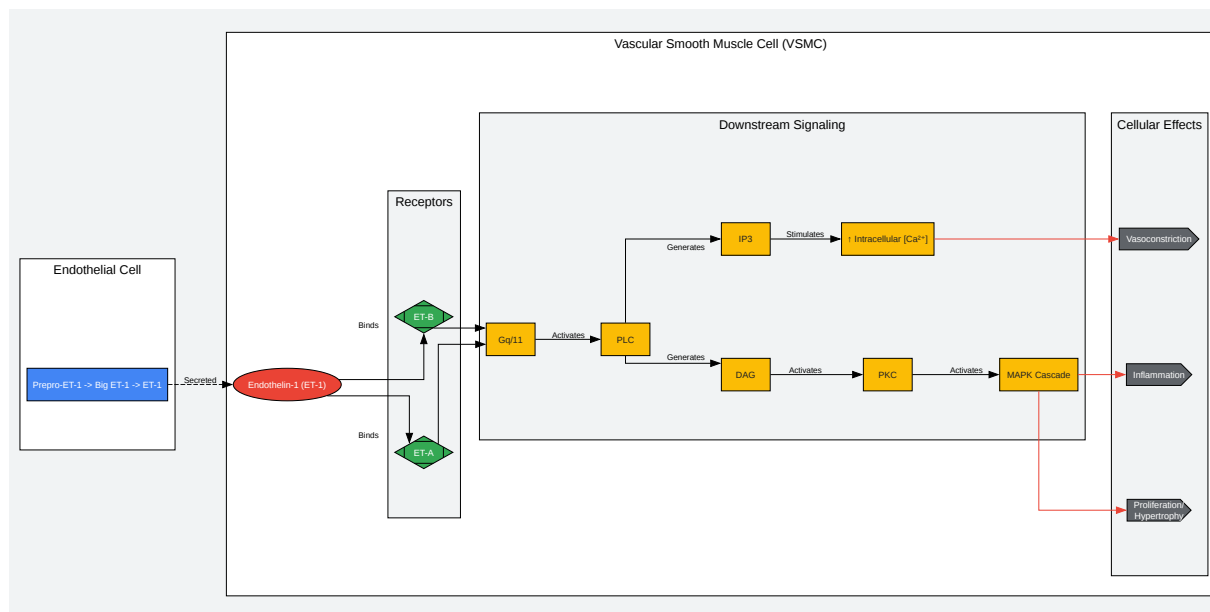 Vascular Smooth Muscle Cell (VSMC)
Downstream Signaling
Cellular Effects
Receptors
Endothelial Cell
IP3
Stimulates
↑ Intracellular [Ca²⁺]
Vasoconstriction
Generates
ET-B
Binds
Gq/11
Activates
PLC
Generates
Prepro-ET-1 -> Big ET-1 -> ET-1
Secreted
Endothelin-1 (ET-1)
DAG
Activates
PKC
Activates
MAPK Cascade
Inflammation
Binds
ET-A
Proliferation/
Hypertrophy